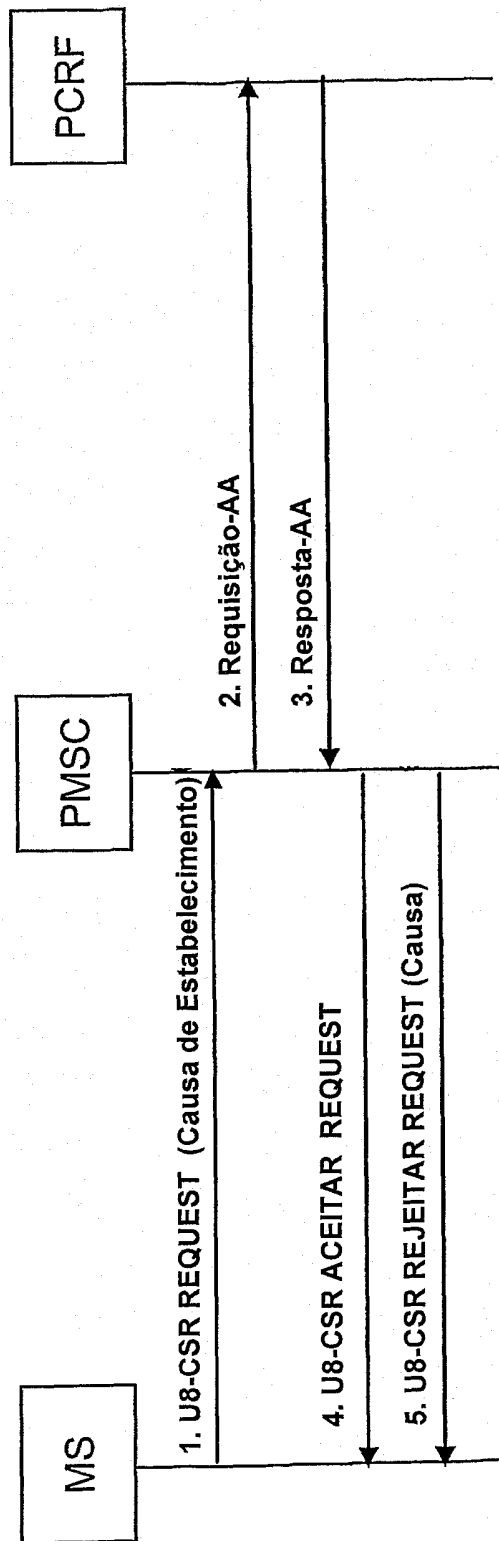 MS
PMSC
PCRF
1. U8-CSR REQUEST (Causa de Estabelecimento)
2. Requisição-AA
3. Resposta-AA
4. U8-CSR ACEITAR REQUEST
5. U8-CSR REJEITAR REQUEST (Causa)